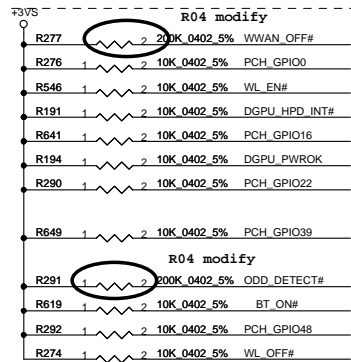 +3VS
R04 modify
R277 2 200K_0402_5% WWAN_OFF#
R276 1 2 10K_0402_5% PCH_GPIO0
R546 1 2 10K_0402_5% WL_EN#
R191 1 2 10K_0402_5% DGPU_HPD_INT#
R641 1 2 10K_0402_5% PCH_GPIO16
R194 1 2 10K_0402_5% DGPU_PWROK
R290 1 2 10K_0402_5% PCH_GPIO22
R649 1 2 10K_0402_5% PCH_GPIO39
R04 modify
R291 1 2 200K_0402_5% ODD_DETECT#
R619 1 2 10K_0402_5% BT_ON#
R292 1 2 10K_0402_5% PCH_GPIO48
R274 1 2 10K_0402_5% WL_OFF#